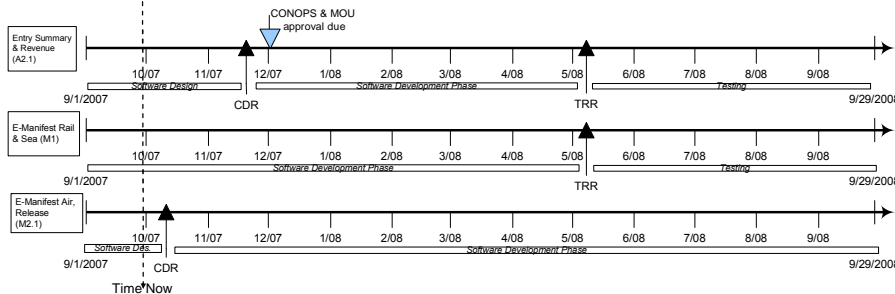 CONOPS & MOU
approval due
Entry Summary
& Revenue
(A2.1)
10/07 11/07 12/07 1/08 2/08 3/08 4/08 5/08 6/08 7/08 8/08 9/08
Software Design Software Development Phase Testing
9/1/2007 CDR TRR 9/29/2008
E-Manifest Rail
& Sea (M1)
10/07 11/07 12/07 1/08 2/08 3/08 4/08 5/08 6/08 7/08 8/08 9/08
Software Development Phase Testing
9/1/2007 TRR 9/29/2008
E-Manifest Air,
Release
(M2.1)
10/07 11/07 12/07 1/08 2/08 3/08 4/08 5/08 6/08 7/08 8/08 9/08
Software Des. Software Development Phase
9/1/2007 CDR 9/29/2008
Time Now